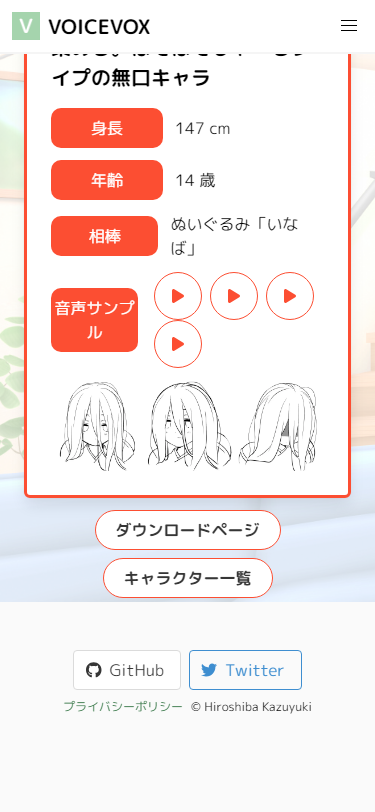 VOICEVOX
イプの無口キャラ
身長
147 cm
年齢
14 歳
相棒
ぬいぐるみ「いな
ば」
音声サンプ
ル
ダウンロードページ
キャラクター一覧
GitHub
Twitter
プライバシーポリシー © Hiroshiba Kazuyuki